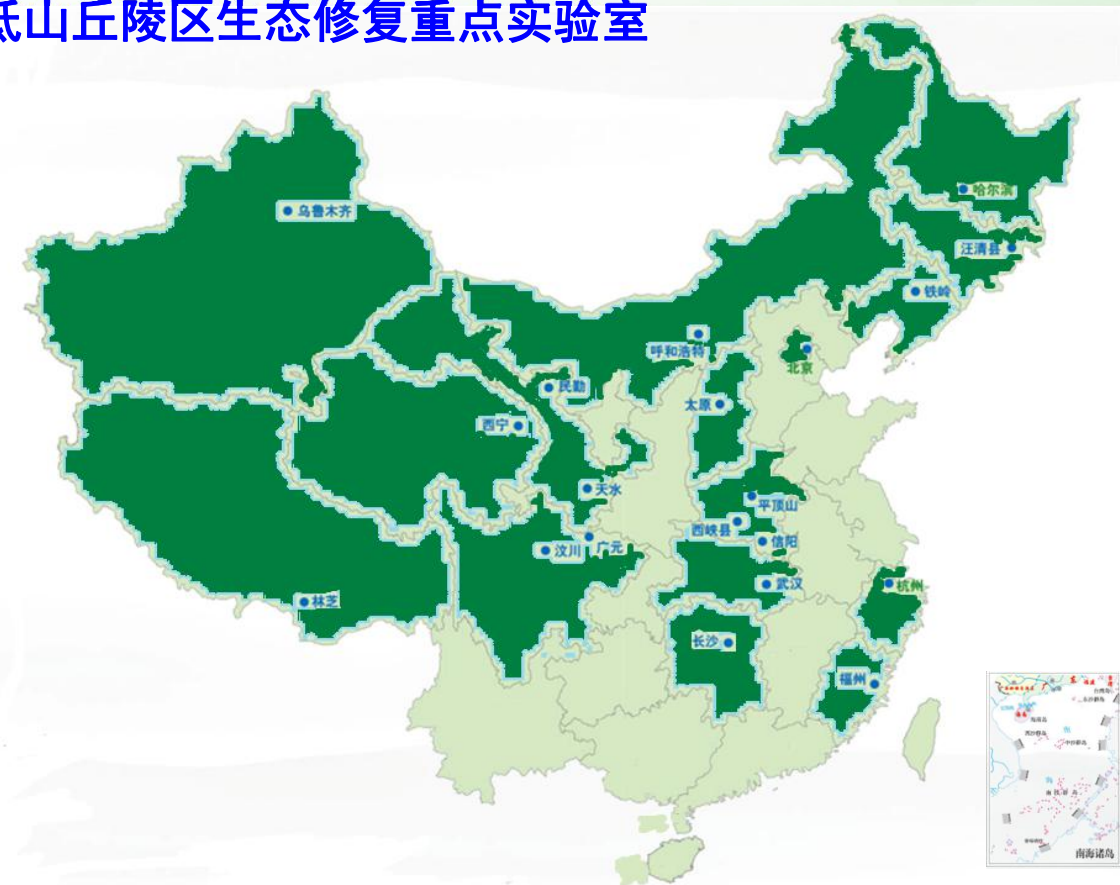 低山丘陵区生态修复重点实验室
哈尔滨
乌鲁木齐
汪清县
铁岭
呼和浩特
北京
民勤
太原
西宁
天水
平顶山
西峡县
信阳
汶川
广元
武汉
杭州
林芝
长沙
福州
南海诸岛